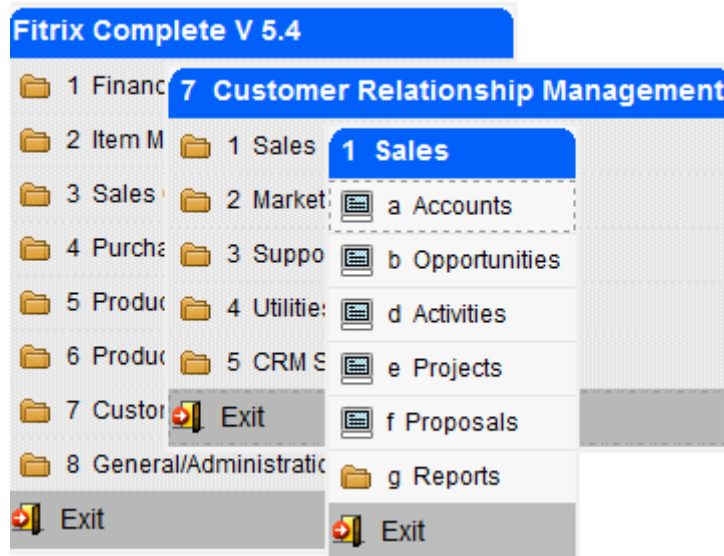 Fitrix Complete V 5.4
1 Financ
2 Item M
3 Sales
4 Purcha
5 Produc
6 Produc
7 Custor
8 General/Administratic
Exit
7 Customer Relationship Management
1 Sales
2 Market
3 Suppo
4 Utilities
5 CRM S
Exit
1 Sales
a Accounts
b Opportunities
d Activities
e Projects
f Proposals
g Reports
Exit